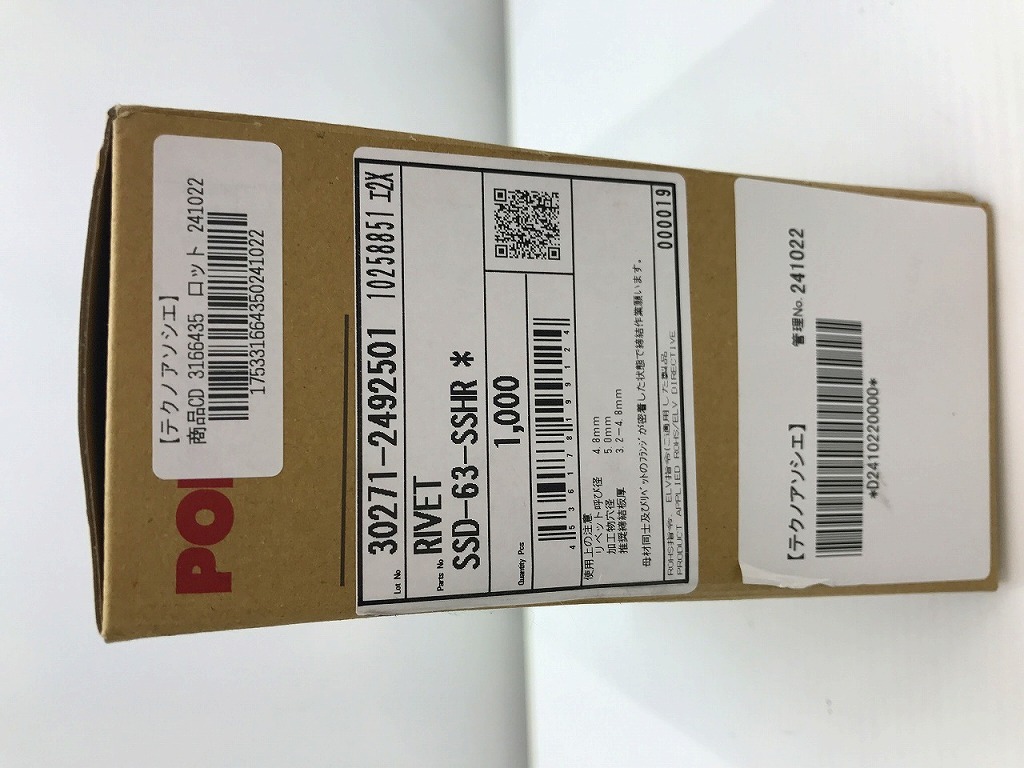 【テクノアソシエ】
商品CD 3166435 ロット 241022
175331664350241022
PO
Lot No 30271-2492501 10258851 I2X
Parts No RIVET
SSD-63-SSHR *
Quantity Pcs 1,000
4536178199124
使用上の注意
リベット呼び径 4.8mm
加工物穴径 5.0mm
推奨締結板厚 3.2-4.8mm
母材同士及びリベットのフランジが密着した状態で締結作業願います。
ROHS指令, ELV指令に適用した製品
PRODUCT APPLIED ROHS/ELV DIRECTIVE
000019
【テクノアソシエ】 管理No. 241022
*D2410220000*